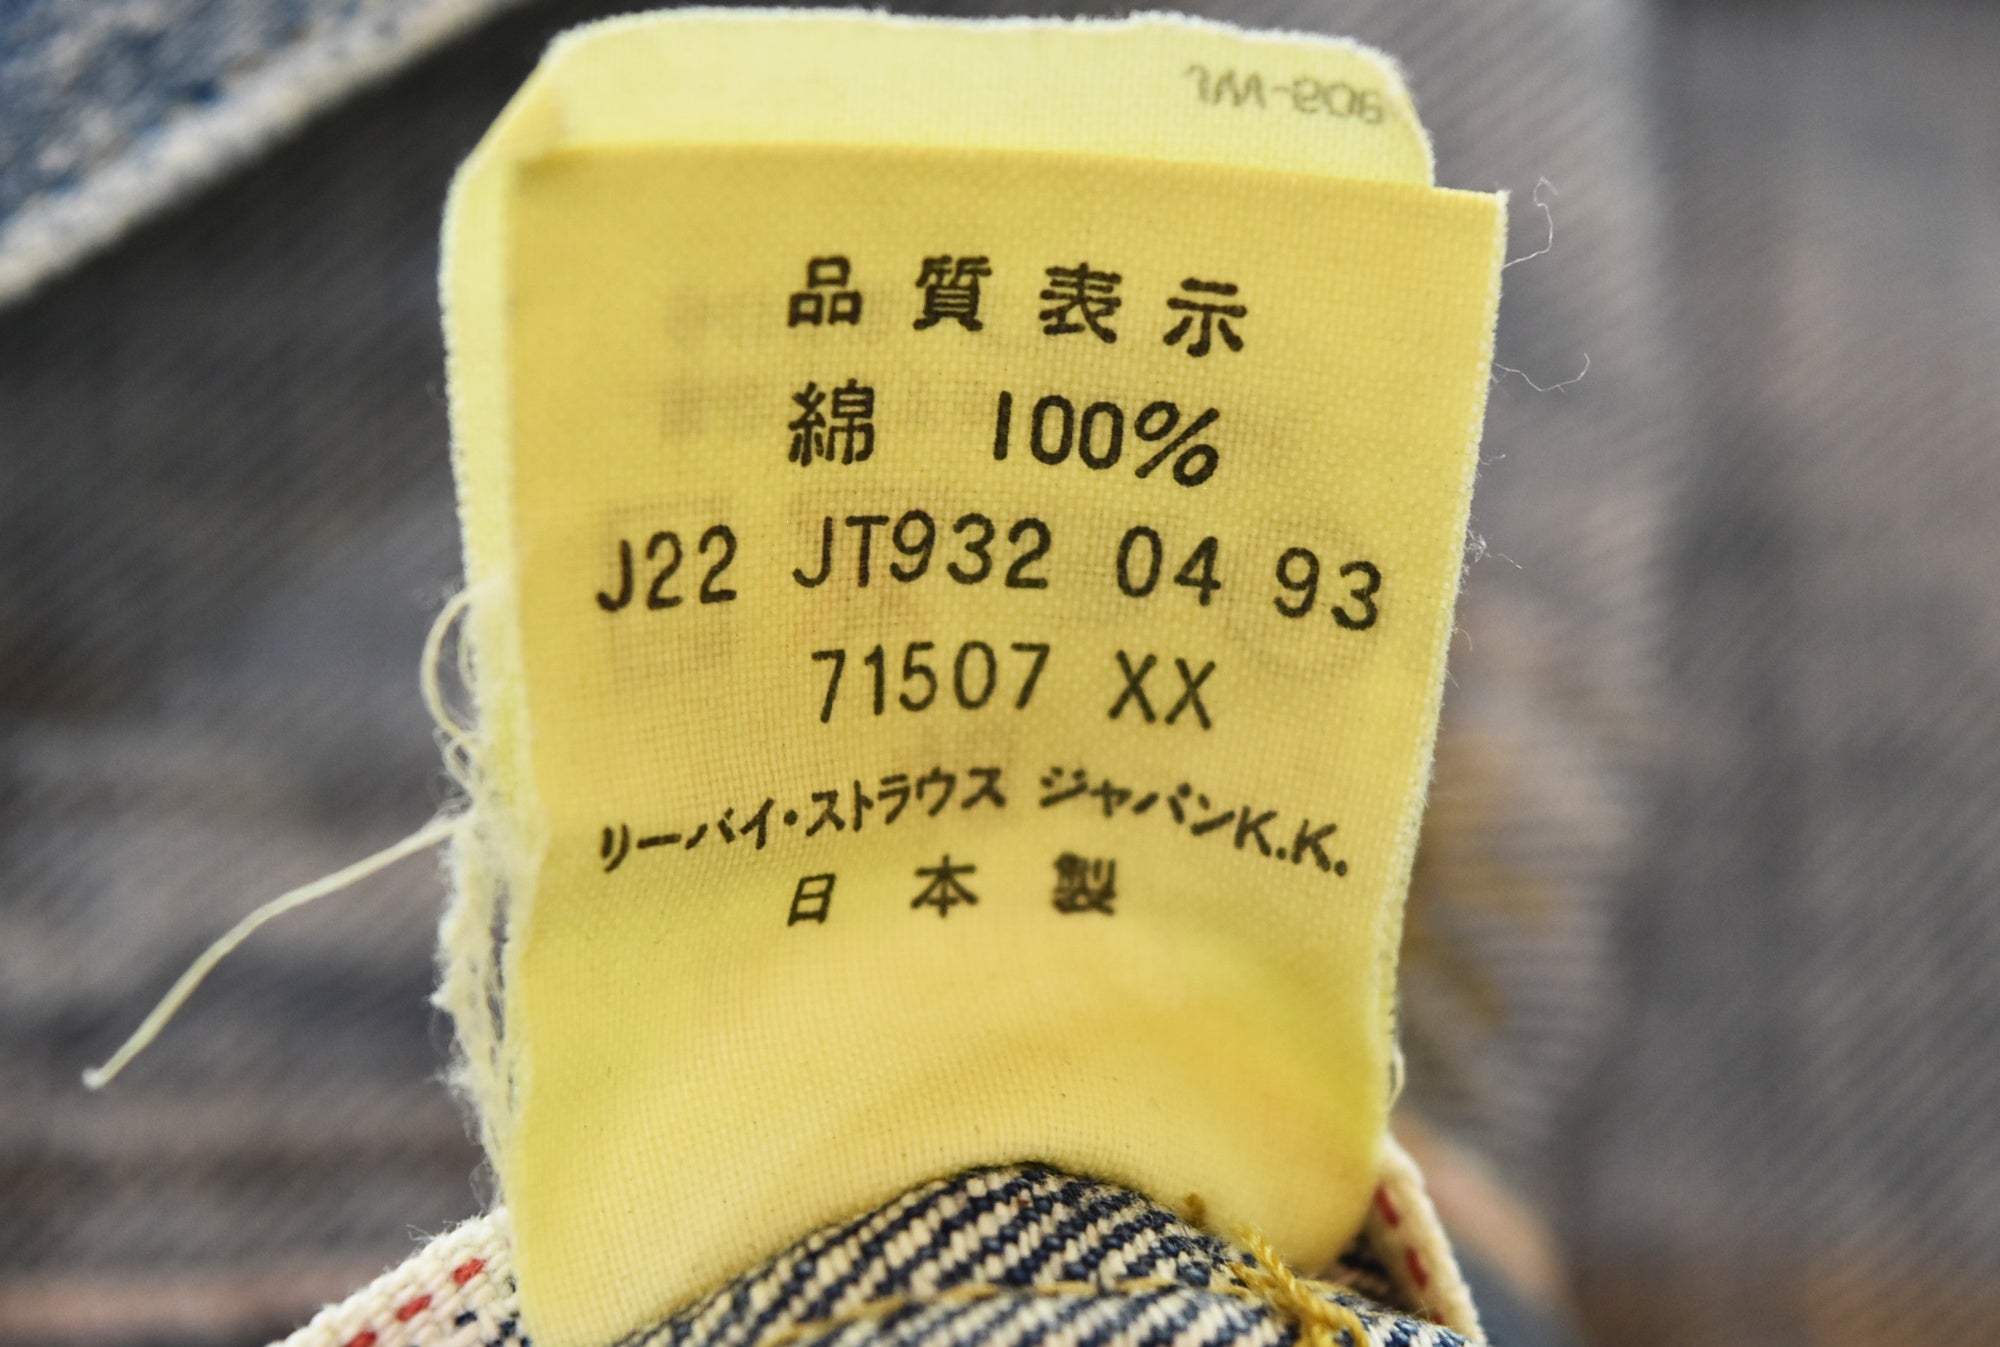 品質表示
綿 100%
J22 JT932 04 93
71507 XX
リーバイ・ストラウス ジャパンK.K.
日本製